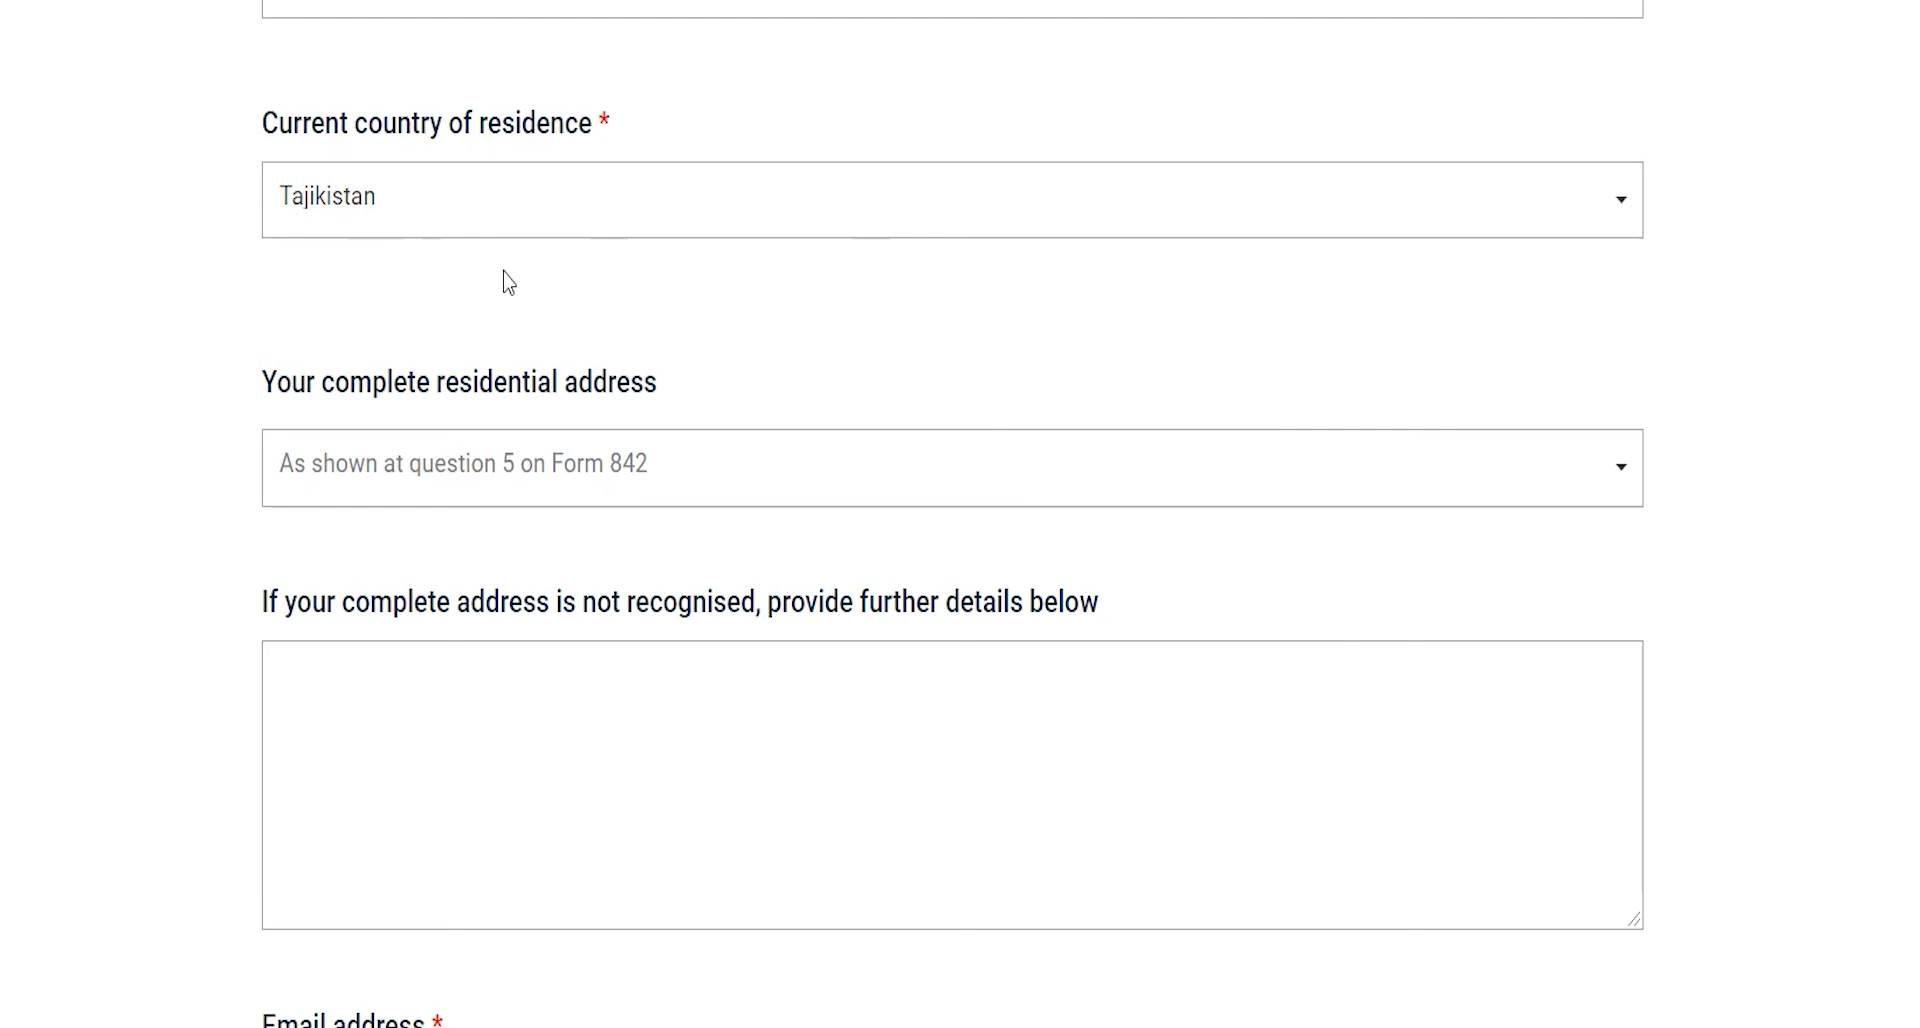 Current country of residence *
Tajikistan
Your complete residential address
As shown at question 5 on Form 842
If your complete address is not recognised, provide further details below
Email address *